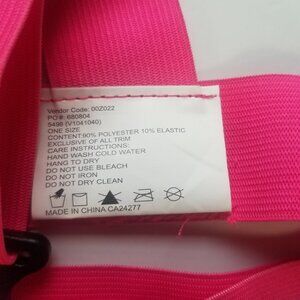 Vendor Code: 00Z022
PO #: 680804
5498 (V1041040)
ONE SIZE
CONTENT:90% POLYESTER 10% ELASTIC
EXCLUSIVE OF ALL TRIM
CARE INSTRUCTIONS:
HAND WASH COLD WATER
HANG TO DRY
DO NOT USE BLEACH
DO NOT IRON
DO NOT DRY CLEAN
MADE IN CHINA CA24277